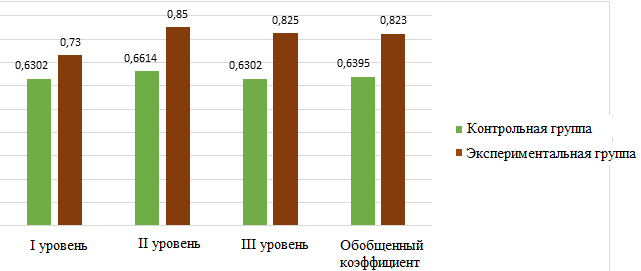 0,6302
0,73
0,6614
0,85
0,6302
0,825
0,6395
0,823
Контрольная группа
Экспериментальная группа
I уровень
II уровень
III уровень
Обобщенный
коэффициент